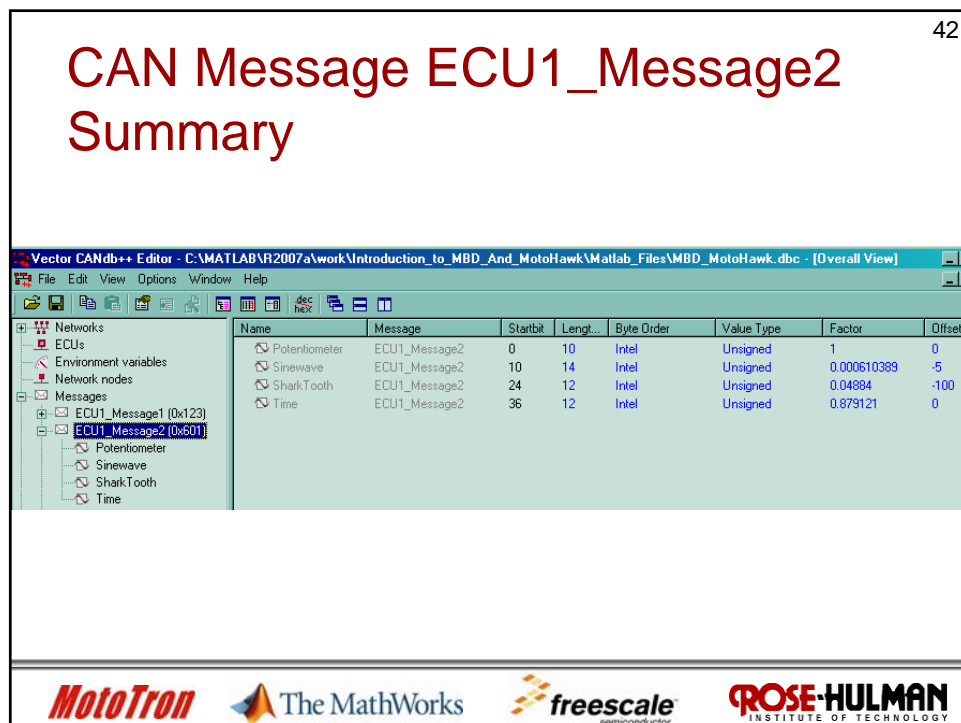 42
CAN Message ECU1_Message2
Summary
Vector CANdb++ Editor - C:\MATLAB\R2007a\work\Introduction_to_MBD_And_MotoHawk\Matlab_Files\MBD_MotoHawk.dbc - [Overall View]
File Edit View Options Window Help
dec
hex
Networks
ECUs
Environment variables
Network nodes
Messages
ECU1_Message1 (0x123)
ECU1_Message2 (0x601)
Potentiometer
Sinewave
SharkTooth
Time
Name Message Startbit Lengt... Byte Order Value Type Factor Offset
Potentiometer ECU1_Message2 0 10 Intel Unsigned 1 0
Sinewave ECU1_Message2 10 14 Intel Unsigned 0.000610389 -5
SharkTooth ECU1_Message2 24 12 Intel Unsigned 0.04884 -100
Time ECU1_Message2 36 12 Intel Unsigned 0.879121 0
MotoTron
The MathWorks
freescale
semiconductor
ROSE-HULMAN
INSTITUTE OF TECHNOLOGY